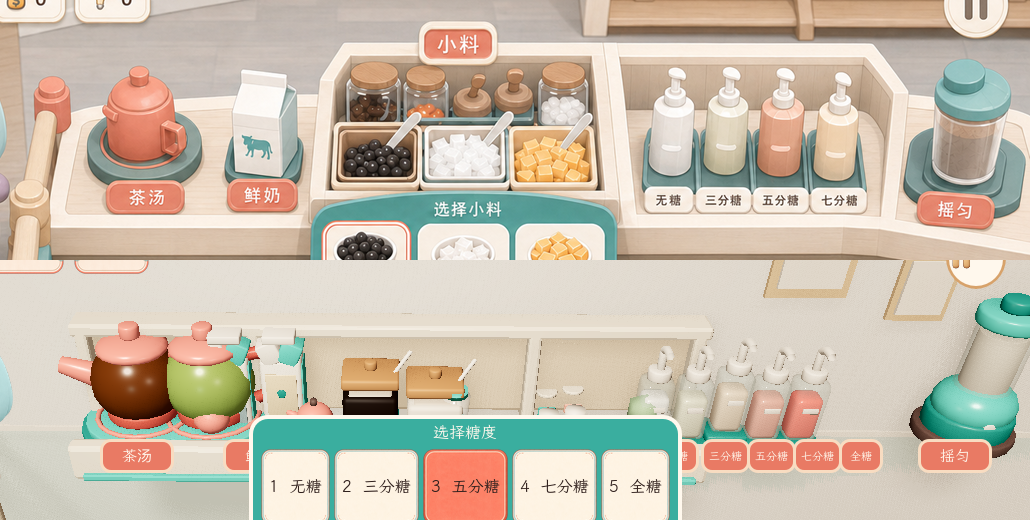 小料
茶汤
鲜奶
选择小料
无糖
三分糖
五分糖
七分糖
摇匀
选择糖度
1 无糖
2 三分糖
3 五分糖
4 七分糖
5 全糖
茶汤
糖
三分糖
五分糖
七分糖
全糖
摇匀